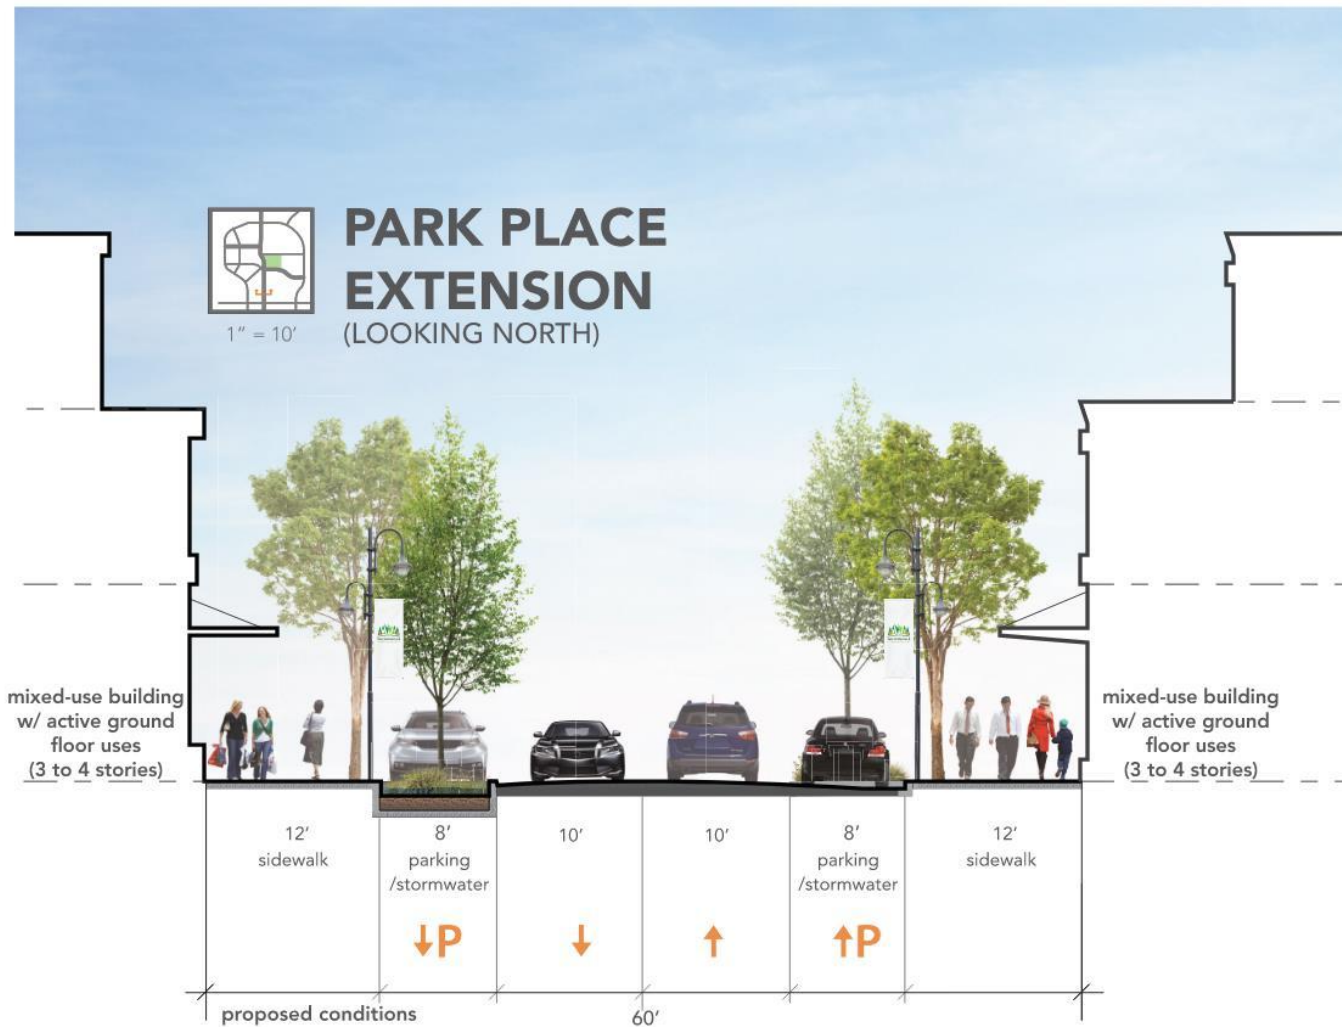 PARK PLACE
EXTENSION
(LOOKING NORTH)
1" = 10'
mixed-use building
w/ active ground
floor uses
(3 to 4 stories)
mixed-use building
w/ active ground
floor uses
(3 to 4 stories)
12'
sidewalk
8'
parking
/stormwater
10'
10'
8'
parking
/stormwater
12'
sidewalk
P
P
proposed conditions
60'